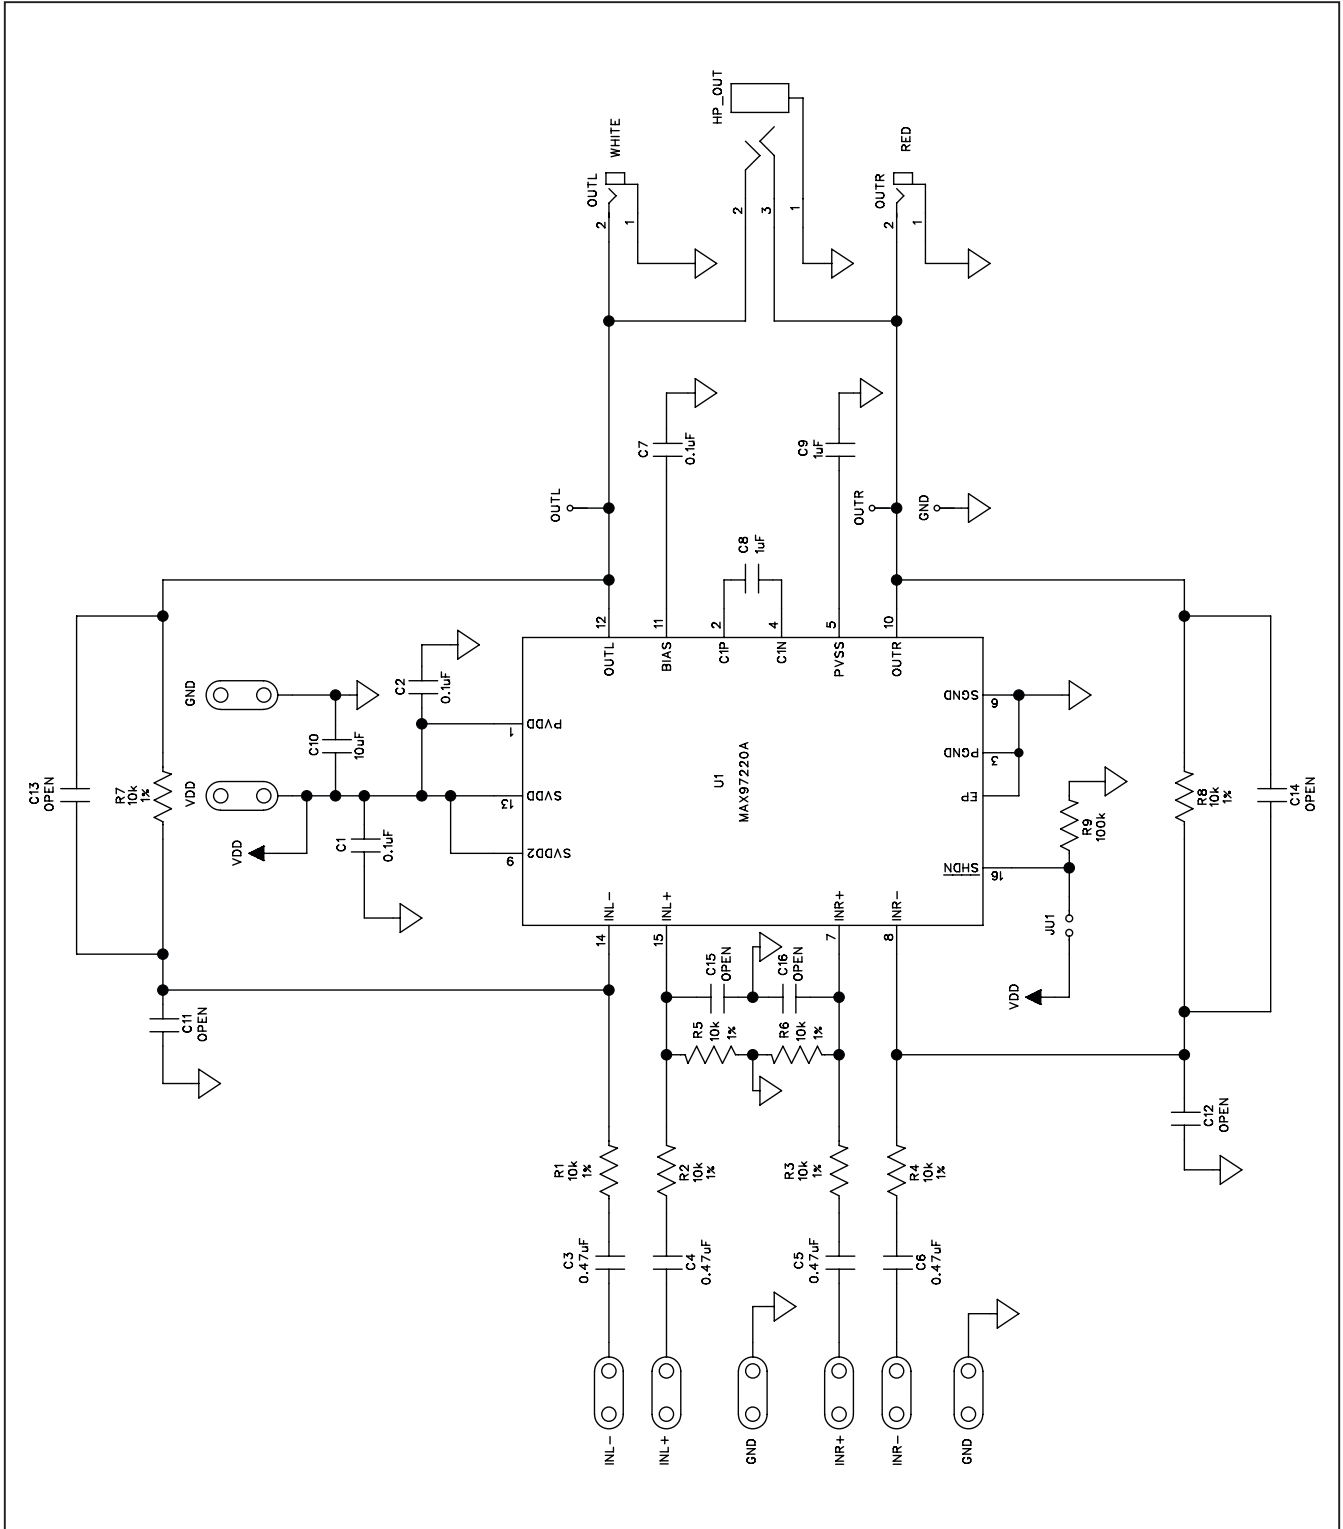 HP_OUT
OUTL
WHITE
2
1
2
3
1
OUTR
RED
2
1
C7
0.1uF
C9
1uF
OUTL
OUTR
GND
C8
1uF
C13
OPEN
R7
10k
1%
GND
VDD
C10
10uF
C2
0.1uF
VDD
C1
0.1uF
12
11
2
4
5
10
OUTL
BIAS
C1P
C1N
PVSS
OUTR
1
PVDD
13
SVDD
9
SVDD2
U1
MAX97220A
SGND
6
PGND
3
EP
SHDN
16
INL-
INL+
INR+
INR-
14
15
7
8
R9
100k
R8
10k
1%
C14
OPEN
JU1
VDD
C11
OPEN
C15
OPEN
C16
OPEN
R5
10k
1%
R6
10k
1%
C12
OPEN
R1
10k
1%
R2
10k
1%
R3
10k
1%
R4
10k
1%
C3
0.47uF
C4
0.47uF
C5
0.47uF
C6
0.47uF
INL-
INL+
GND
INR+
INR-
GND